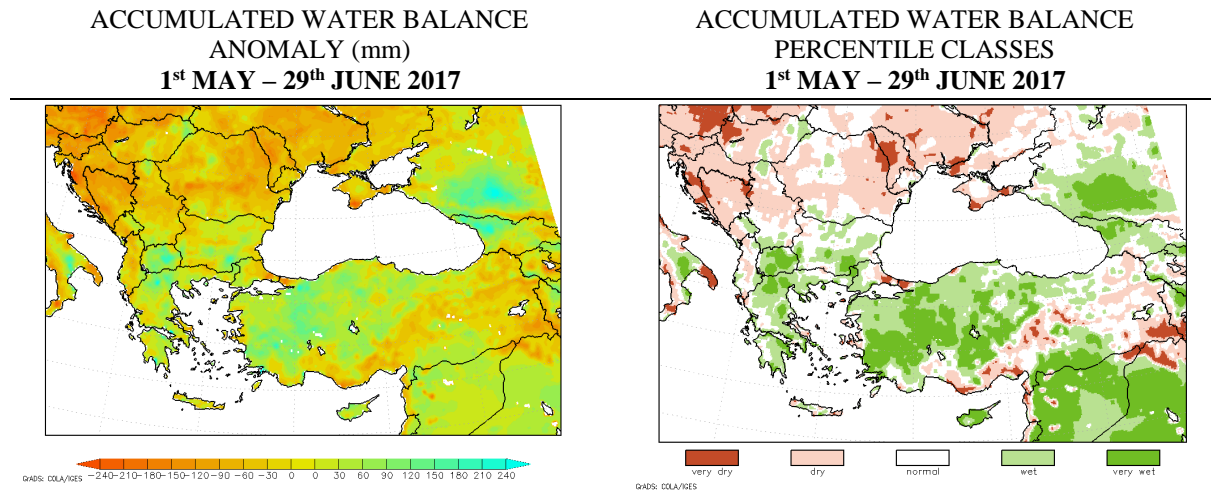 ACCUMULATED WATER BALANCE
ANOMALY (mm)
1st MAY – 29th JUNE 2017
-240 -210 -180 -150 -120 -90 -60 -30 0 0 30 60 90 120 150 180 210 240
GrADS: COLA/IGES
ACCUMULATED WATER BALANCE
PERCENTILE CLASSES
1st MAY – 29th JUNE 2017
very dry dry normal wet very wet
GrADS: COLA/IGES